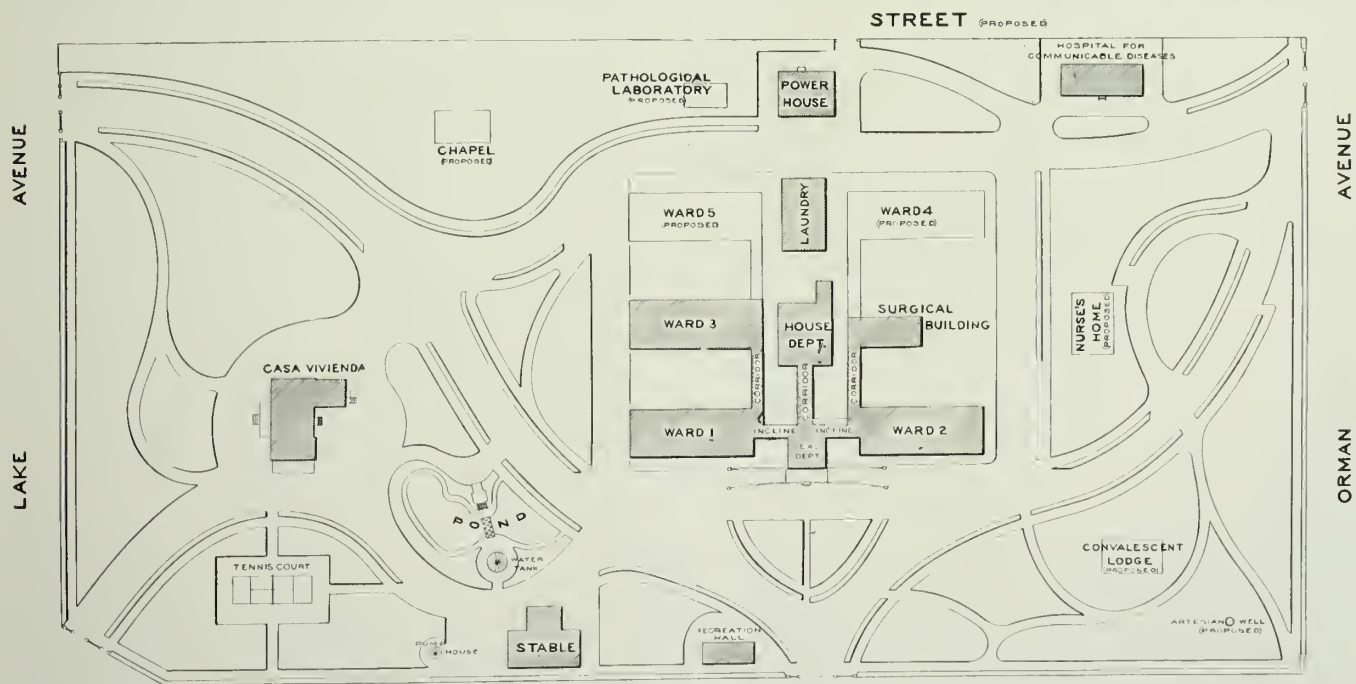 STREET (PROPOSED)
HOSPITAL FOR
COMMUNICABLE DISEASES
PATHOLOGICAL
LABORATORY
(PROPOSED)
POWER
HOUSE
AVENUE
AVENUE
CHAPEL
(PROPOSED)
LAUNDRY
WARD 5
(PROPOSED)
WARD 4
(PROPOSED)
NURSE'S
HOME
(PROPOSED)
WARD 3
HOUSE
DEPT.
SURGICAL
BUILDING
CASA VIVIENDA
CORRIDOR
CORRIDOR
CORRIDOR
WARD 1
INCLINE
INCLINE
WARD 2
EX.
DEPT.
LAKE
ORMAN
POND
WATER
TANK
TENNIS COURT
CONVALESCENT
LODGE
(PROPOSED)
ARTESIAN WELL
(PROPOSED)
PUMP HOUSE
STABLE
RECREATION
HALL